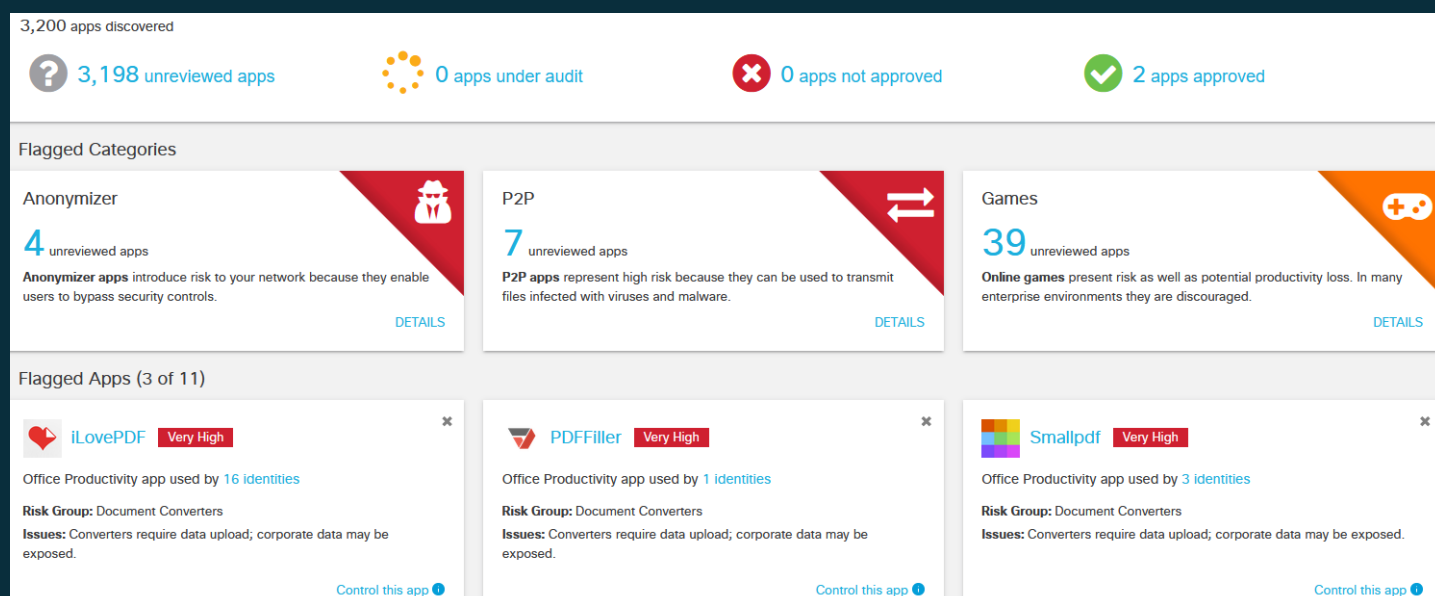 3,200 apps discovered
3,198 unreviewed apps
0 apps under audit
0 apps not approved
2 apps approved
Flagged Categories
Anonymizer
4 unreviewed apps
Anonymizer apps introduce risk to your network because they enable
users to bypass security controls.
DETAILS
P2P
7 unreviewed apps
P2P apps represent high risk because they can be used to transmit
files infected with viruses and malware.
DETAILS
Games
39 unreviewed apps
Online games present risk as well as potential productivity loss. In many
enterprise environments they are discouraged.
DETAILS
Flagged Apps (3 of 11)
iLovePDF Very High
Office Productivity app used by 16 identities
Risk Group: Document Converters
Issues: Converters require data upload; corporate data may be
exposed.
Control this app
PDFFiller Very High
Office Productivity app used by 1 identities
Risk Group: Document Converters
Issues: Converters require data upload; corporate data may be
exposed.
Control this app
Smallpdf Very High
Office Productivity app used by 3 identities
Risk Group: Document Converters
Issues: Converters require data upload; corporate data may be exposed.
Control this app